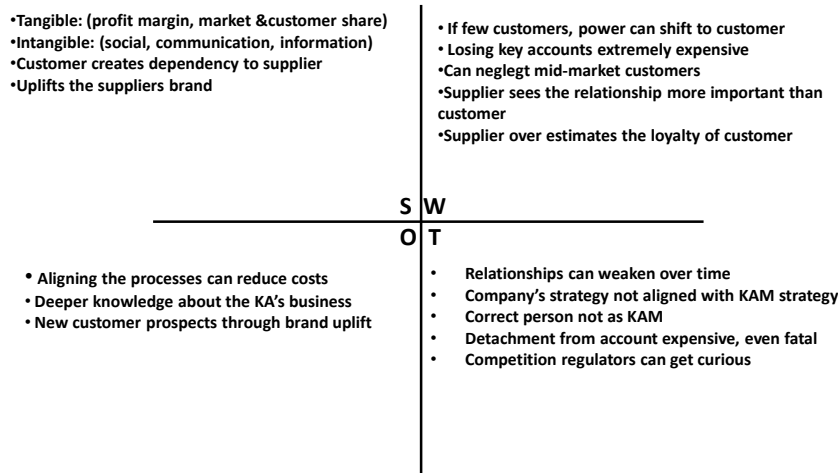 •Tangible: (profit margin, market &customer share)
•Intangible: (social, communication, information)
•Customer creates dependency to supplier
•Uplifts the suppliers brand
• If few customers, power can shift to customer
• Losing key accounts extremely expensive
•Can neglegt mid-market customers
•Supplier sees the relationship more important than
customer
•Supplier over estimates the loyalty of customer
S W
O T
• Aligning the processes can reduce costs
• Deeper knowledge about the KA's business
• New customer prospects through brand uplift
• Relationships can weaken over time
• Company's strategy not aligned with KAM strategy
• Correct person not as KAM
• Detachment from account expensive, even fatal
• Competition regulators can get curious